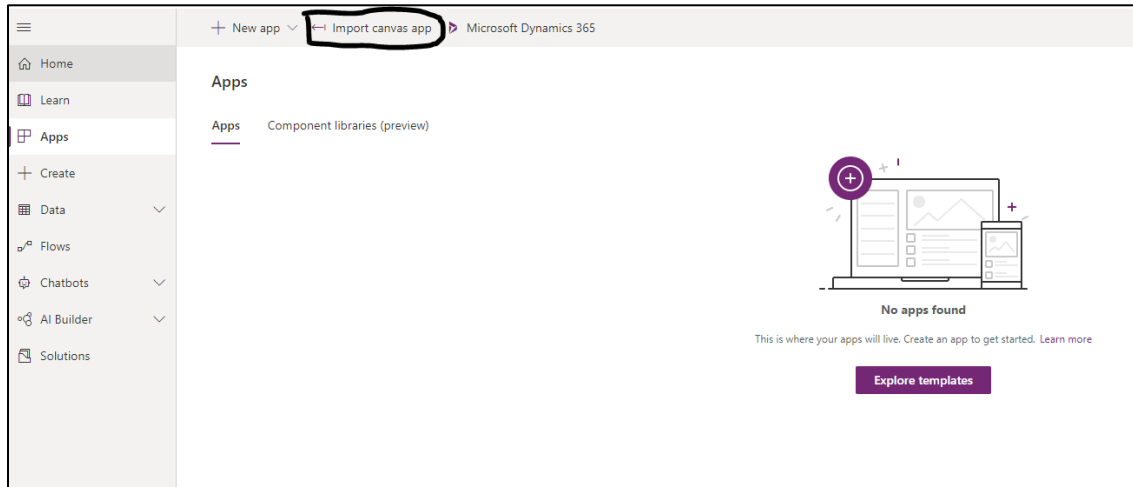 New app
Import canvas app
Microsoft Dynamics 365
Home
Learn
Apps
Create
Data
Flows
Chatbots
AI Builder
Solutions
Apps
Apps Component libraries (preview)
No apps found
This is where your apps will live. Create an app to get started. Learn more
Explore templates